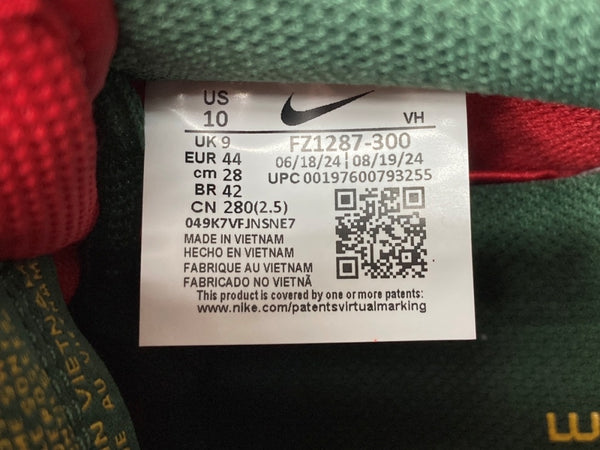 US
10
VH
UK 9
FZ1287-300
EUR 44
06/18/24 | 08/19/24
cm 28
UPC 00197600793255
BR 42
CN 280(2.5)
049K7VFJNSNE7
MADE IN VIETNAM
HECHO EN VIETNAM
FABRIQUE AU VIETNAM
FABRICADO NO VIETNÃ
This product is covered by one or more patents:
www.nike.com/patentsvirtualmarking